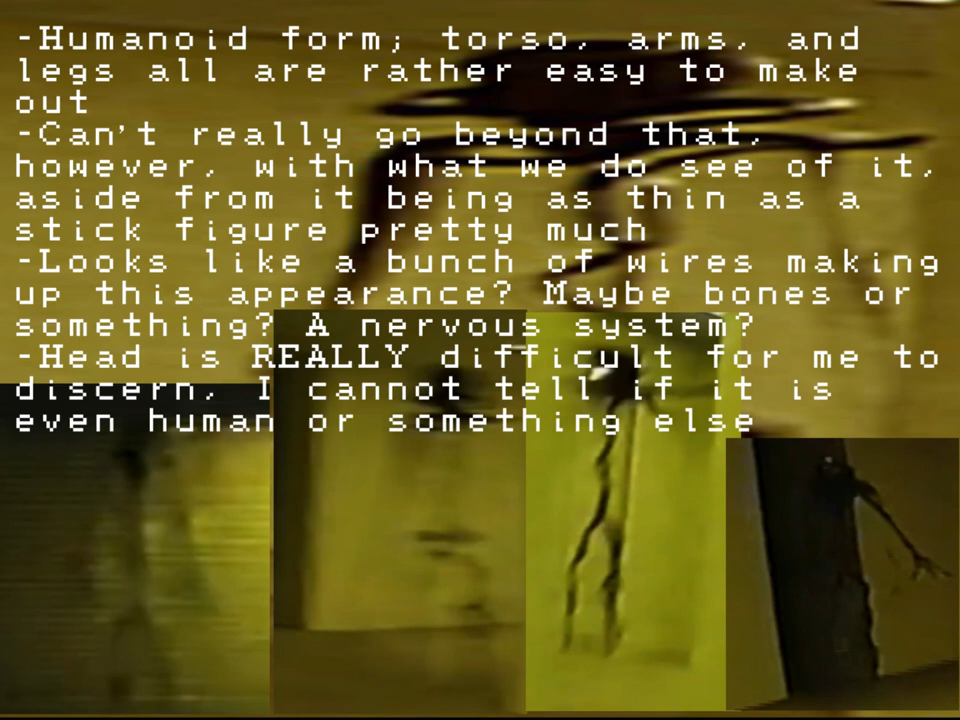 -Humanoid form; torso, arms, and
legs all are rather easy to make
out
-Can't really go beyond that,
however, with what we do see of it,
aside from it being as thin as a
stick figure pretty much
-Looks like a bunch of wires making
up this appearance? Maybe bones or
something? A nervous system?
-Head is REALLY difficult for me to
discern, I cannot tell if it is
even human or something else